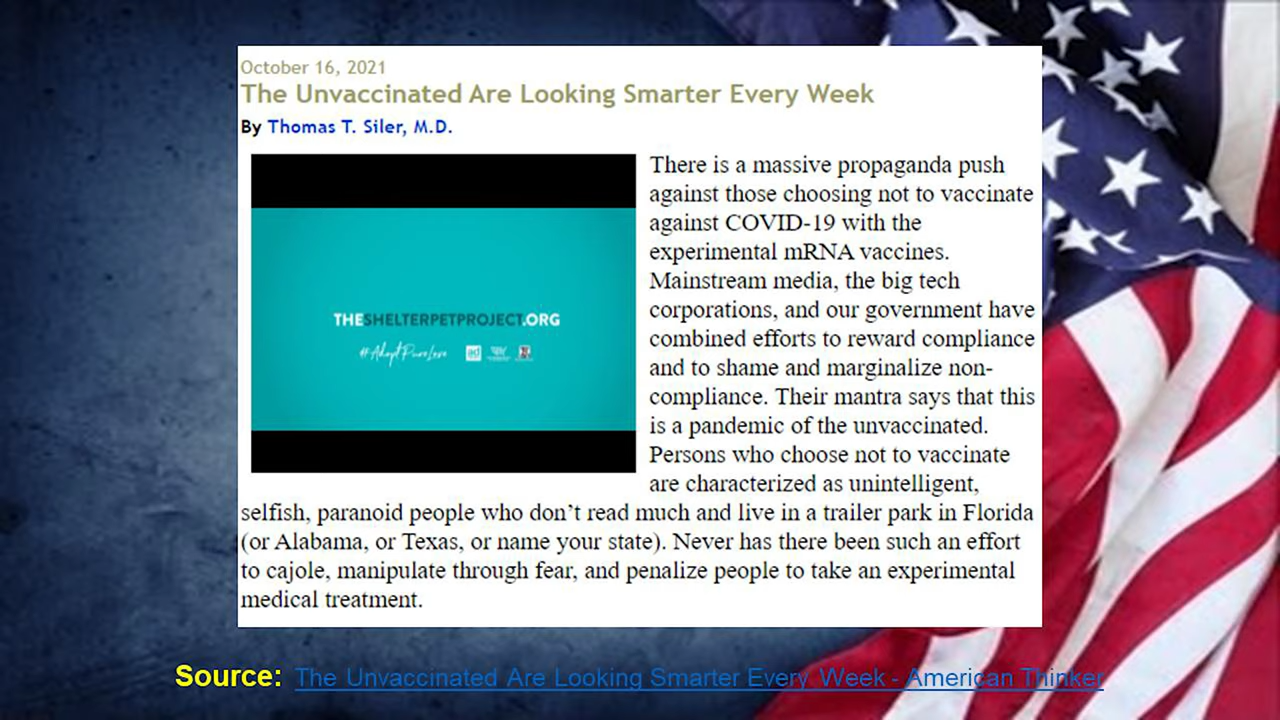 October 16, 2021
The Unvaccinated Are Looking Smarter Every Week
By Thomas T. Siler, M.D.
THESHELTERPETPROJECT.ORG
#AdoptPureLove
ad
There is a massive propaganda push
against those choosing not to vaccinate
against COVID-19 with the
experimental mRNA vaccines.
Mainstream media, the big tech
corporations, and our government have
combined efforts to reward compliance
and to shame and marginalize non-
compliance. Their mantra says that this
is a pandemic of the unvaccinated.
Persons who choose not to vaccinate
are characterized as unintelligent,
selfish, paranoid people who don’t read much and live in a trailer park in Florida
(or Alabama, or Texas, or name your state). Never has there been such an effort
to cajole, manipulate through fear, and penalize people to take an experimental
medical treatment.
Source: The Unvaccinated Are Looking Smarter Every Week - American Thinker